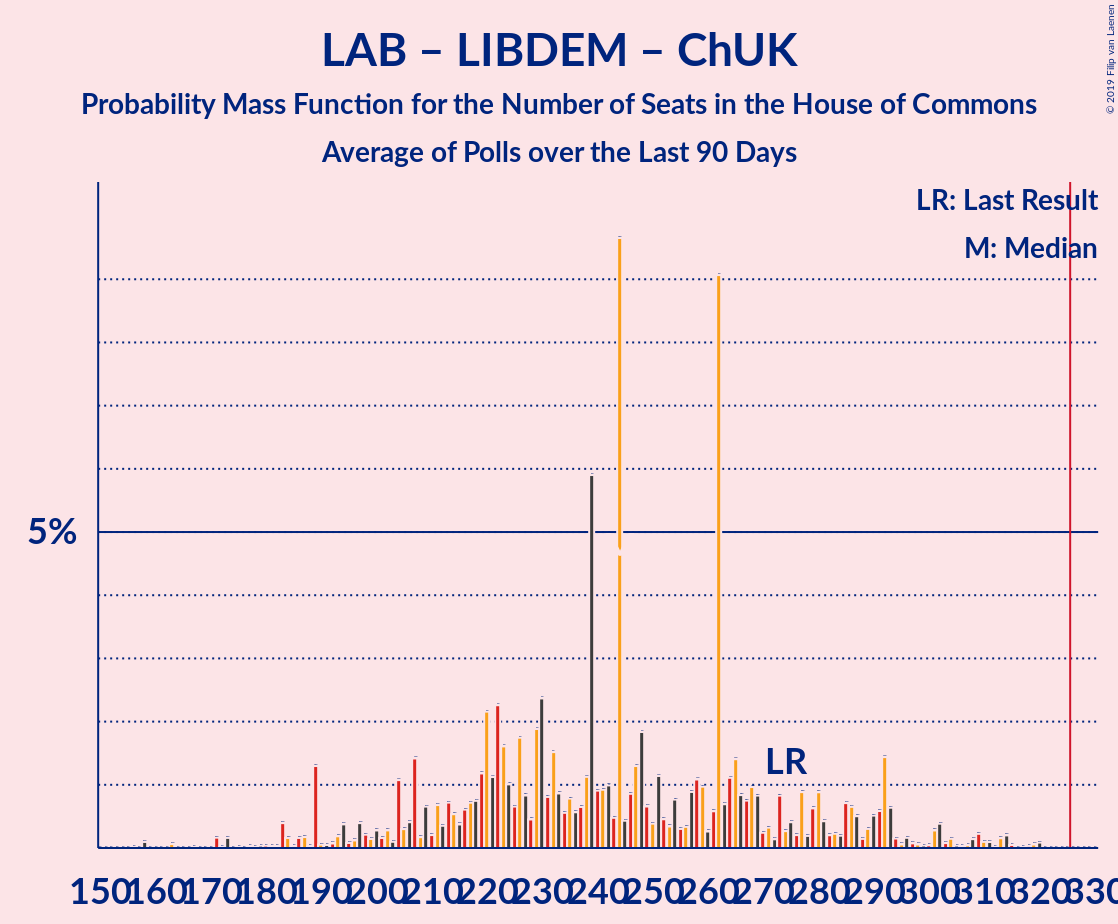 LAB – LIBDEM – ChUK
Probability Mass Function for the Number of Seats in the House of Commons
Average of Polls over the Last 90 Days
© 2019 Filip van Laenen
LR: Last Result
M: Median
5%
LR
150 160 170 180 190 200 210 220 230 240 250 260 270 280 290 300 310 320 330